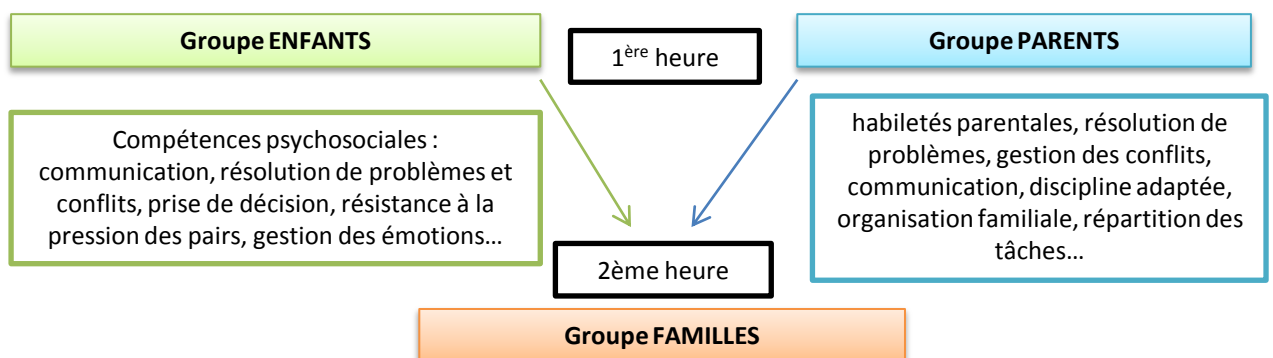 Groupe ENFANTS
1ère heure
Groupe PARENTS
Compétences psychosociales :
communication, résolution de problèmes et
conflits, prise de décision, résistance à la
pression des pairs, gestion des émotions…
habiletés parentales, résolution de
problèmes, gestion des conflits,
communication, discipline adaptée,
organisation familiale, répartition des
tâches…
2ème heure
Groupe FAMILLES